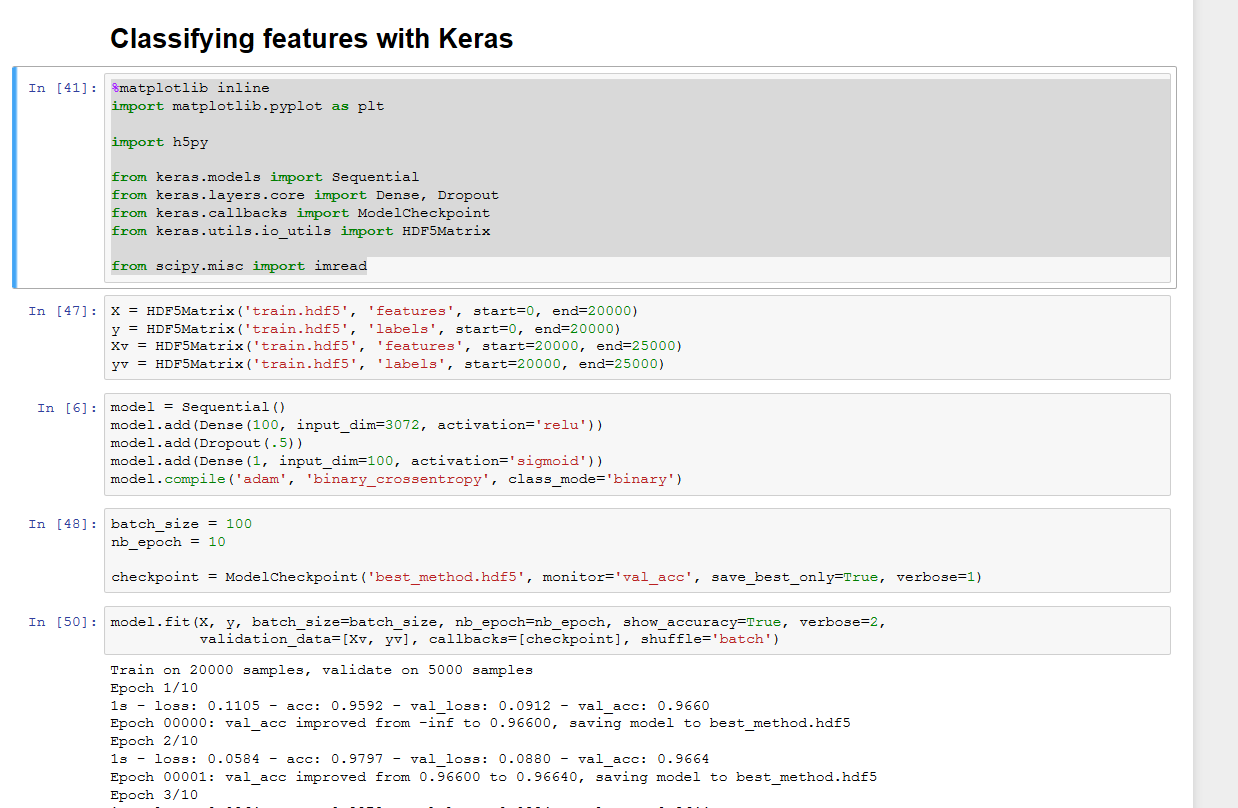 Classifying features with Keras
In [41]:
%matplotlib inline
import matplotlib.pyplot as plt
import h5py
from keras.models import Sequential
from keras.layers.core import Dense, Dropout
from keras.callbacks import ModelCheckpoint
from keras.utils.io_utils import HDF5Matrix
from scipy.misc import imread
In [47]:
X = HDF5Matrix('train.hdf5', 'features', start=0, end=20000)
y = HDF5Matrix('train.hdf5', 'labels', start=0, end=20000)
Xv = HDF5Matrix('train.hdf5', 'features', start=20000, end=25000)
yv = HDF5Matrix('train.hdf5', 'labels', start=20000, end=25000)
In [6]:
model = Sequential()
model.add(Dense(100, input_dim=3072, activation='relu'))
model.add(Dropout(.5))
model.add(Dense(1, input_dim=100, activation='sigmoid'))
model.compile('adam', 'binary_crossentropy', class_mode='binary')
In [48]:
batch_size = 100
nb_epoch = 10
checkpoint = ModelCheckpoint('best_method.hdf5', monitor='val_acc', save_best_only=True, verbose=1)
In [50]:
model.fit(X, y, batch_size=batch_size, nb_epoch=nb_epoch, show_accuracy=True, verbose=2,
validation_data=[Xv, yv], callbacks=[checkpoint], shuffle='batch')
Train on 20000 samples, validate on 5000 samples
Epoch 1/10
1s - loss: 0.1105 - acc: 0.9592 - val_loss: 0.0912 - val_acc: 0.9660
Epoch 00000: val_acc improved from -inf to 0.96600, saving model to best_method.hdf5
Epoch 2/10
1s - loss: 0.0584 - acc: 0.9797 - val_loss: 0.0880 - val_acc: 0.9664
Epoch 00001: val_acc improved from 0.96600 to 0.96640, saving model to best_method.hdf5
Epoch 3/10